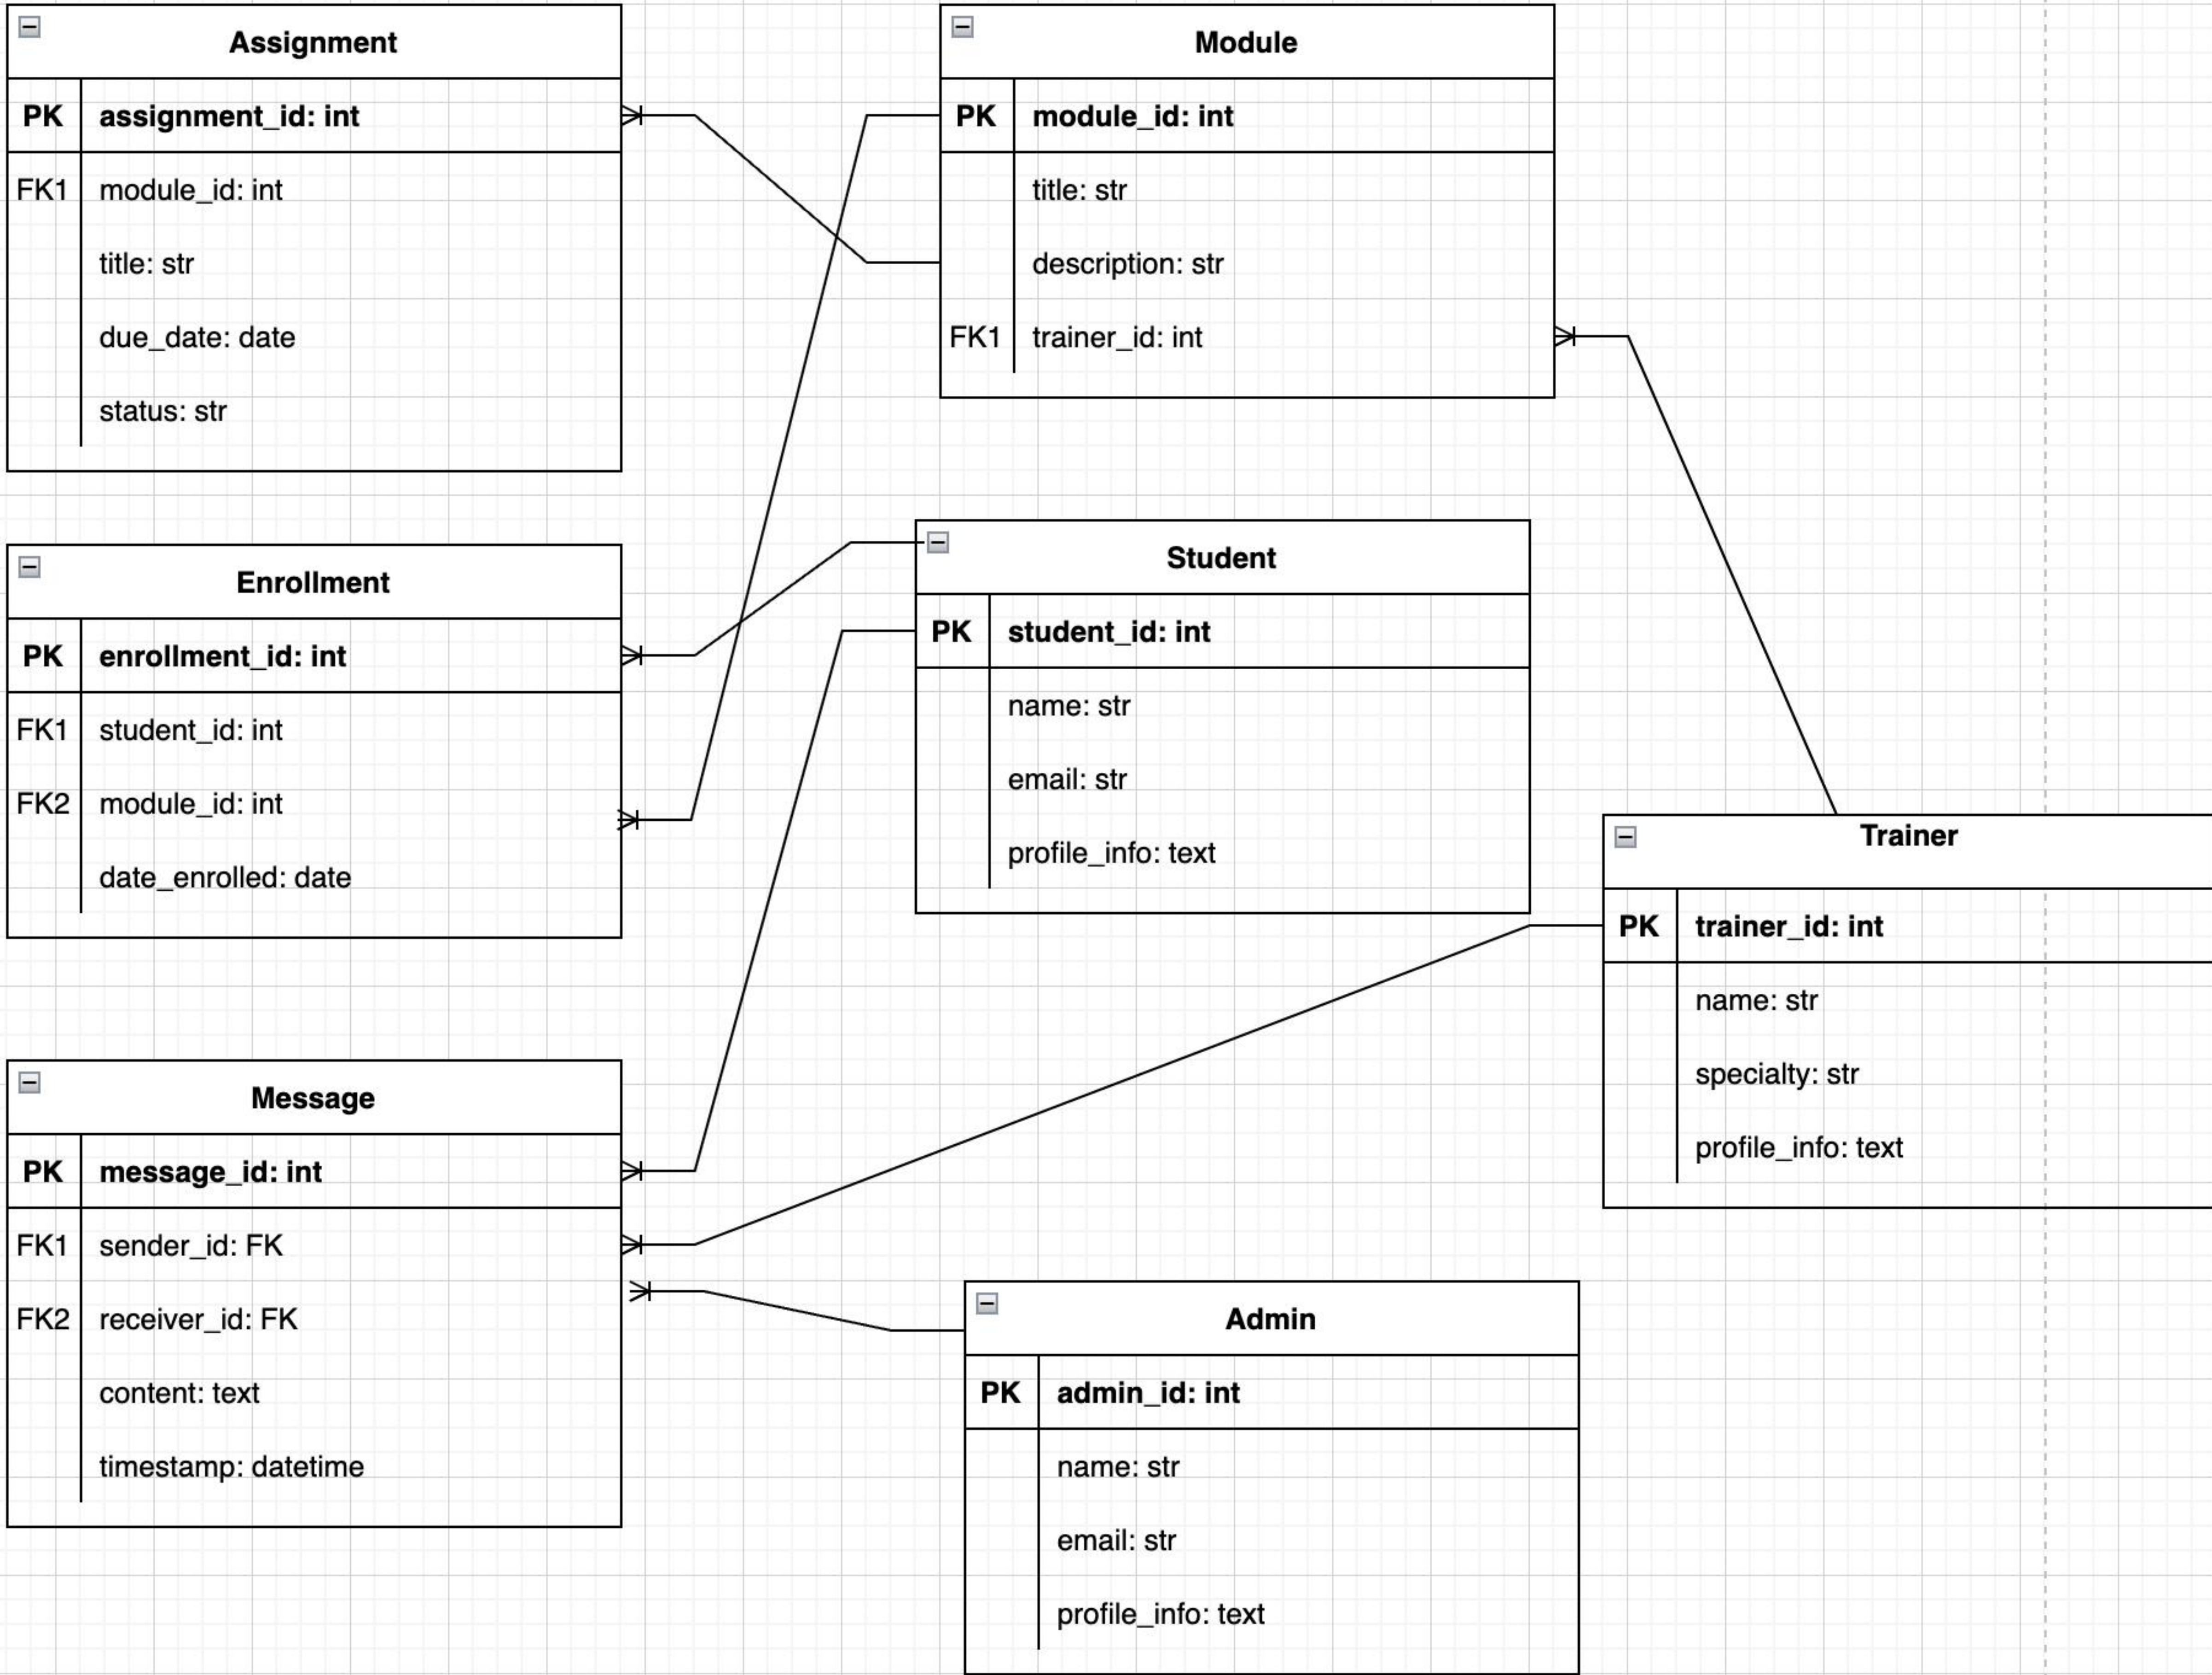 Assignment
PK assignment_id: int
FK1 module_id: int
title: str
due_date: date
status: str
Module
PK module_id: int
title: str
description: str
FK1 trainer_id: int
Enrollment
PK enrollment_id: int
FK1 student_id: int
FK2 module_id: int
date_enrolled: date
Student
PK student_id: int
name: str
email: str
profile_info: text
Trainer
PK trainer_id: int
name: str
specialty: str
profile_info: text
Message
PK message_id: int
FK1 sender_id: FK
FK2 receiver_id: FK
content: text
timestamp: datetime
Admin
PK admin_id: int
name: str
email: str
profile_info: text